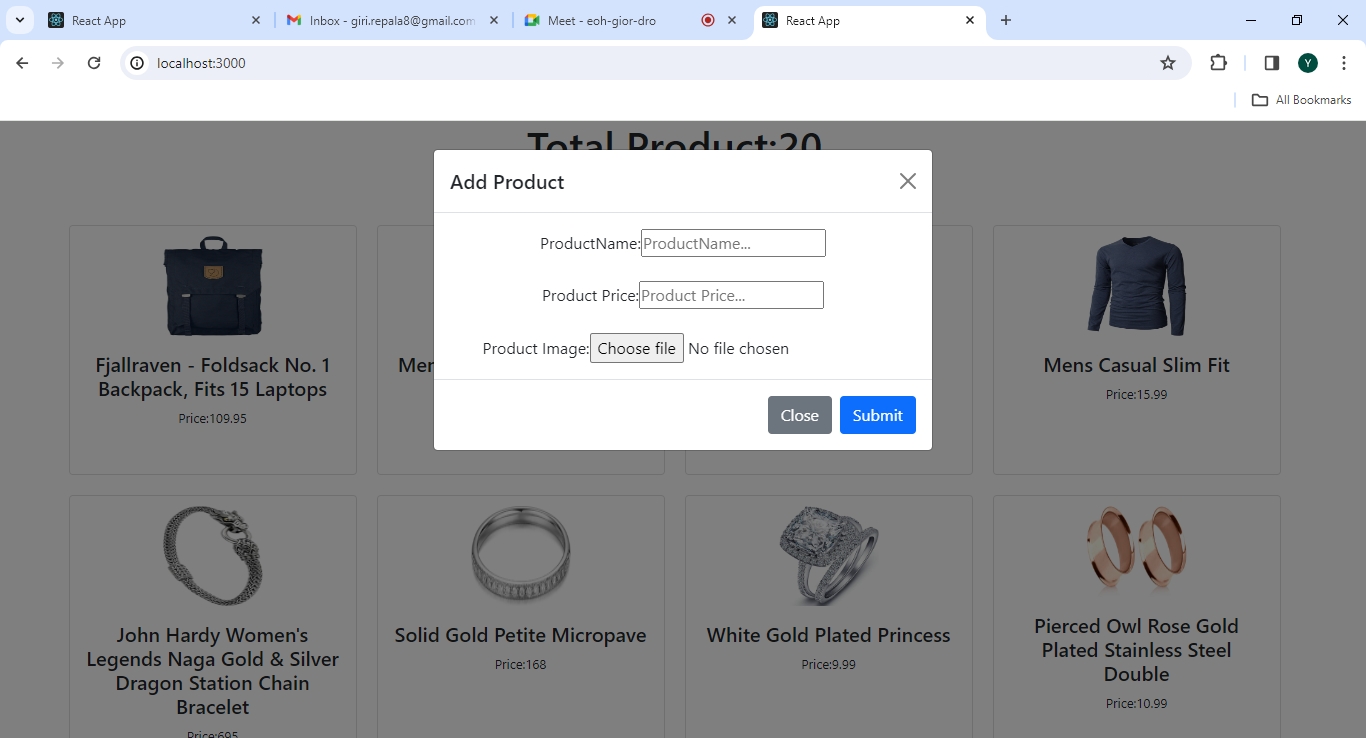 React App
Inbox - giri.repala8@gmail.com
Meet - eoh-gior-dro
React App
localhost:3000
Y
All Bookmarks
Total Product:20
Add Product
ProductName:
ProductName...
Product Price:
Product Price...
Product Image:
Choose file No file chosen
Close
Submit
Fjallraven - Foldsack No. 1
Backpack, Fits 15 Laptops
Price:109.95
Men
Mens Casual Slim Fit
Price:15.99
John Hardy Women's
Legends Naga Gold & Silver
Dragon Station Chain
Bracelet
Price:695
Solid Gold Petite Micropave
Price:168
White Gold Plated Princess
Price:9.99
Pierced Owl Rose Gold
Plated Stainless Steel
Double
Price:10.99